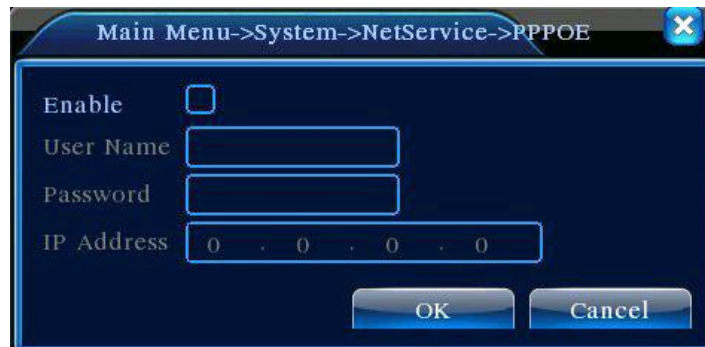 Main Menu->System->NetService->PPPOE
Enable
User Name
Password
IP Address 0 . 0 . 0 . 0
OK Cancel